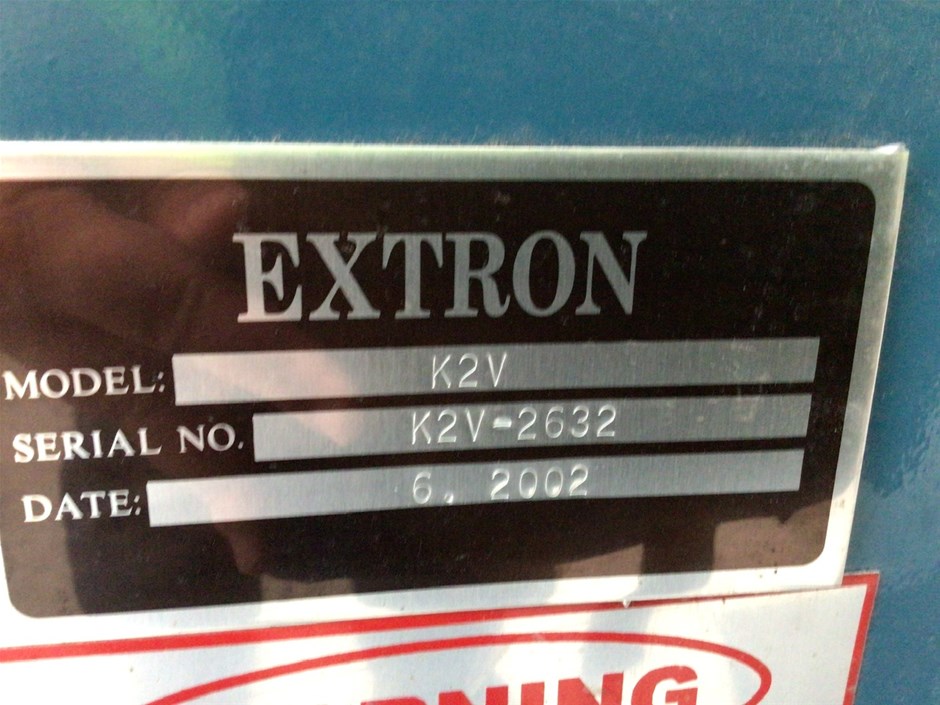 EXTRON
MODEL: K2V
SERIAL NO. K2V-2632
DATE: 6, 2002